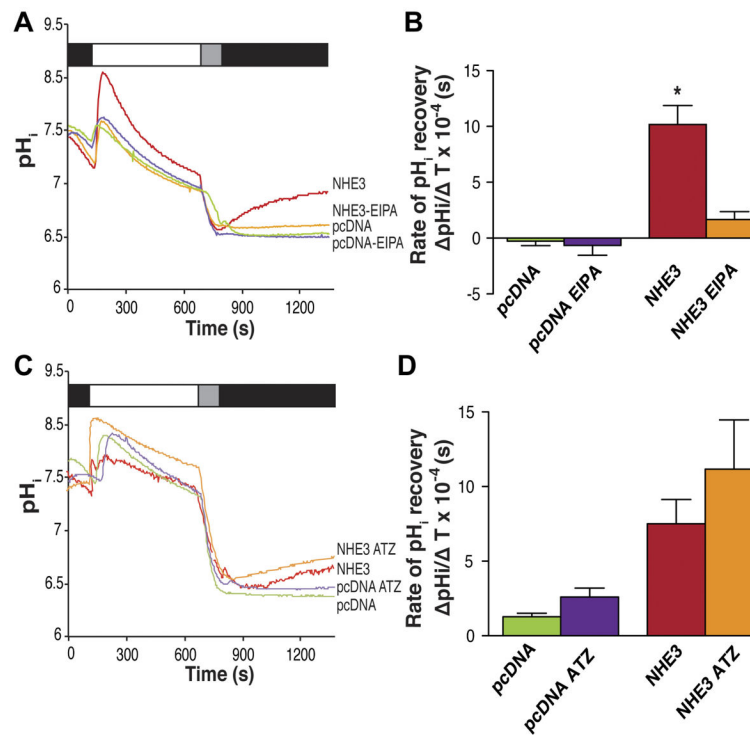 A
9.5
8.5
7.5
7
6.5
6
pHi
0
300
600
900
1200
Time (s)
NHE3
NHE3-EIPA
pcDNA
pcDNA-EIPA
B
15
10
5
0
-5
Rate of pHi recovery
ΔpHi/Δ T x 10-4 (s)
*
pcDNA
pcDNA EIPA
NHE3
NHE3 EIPA
C
9.5
8.5
7.5
7
6.5
6
pHi
0
300
600
900
1200
Time (s)
NHE3 ATZ
NHE3
pcDNA ATZ
pcDNA
D
15
10
5
0
Rate of pHi recovery
ΔpHi/Δ T x 10-4 (s)
pcDNA
pcDNA ATZ
NHE3
NHE3 ATZ